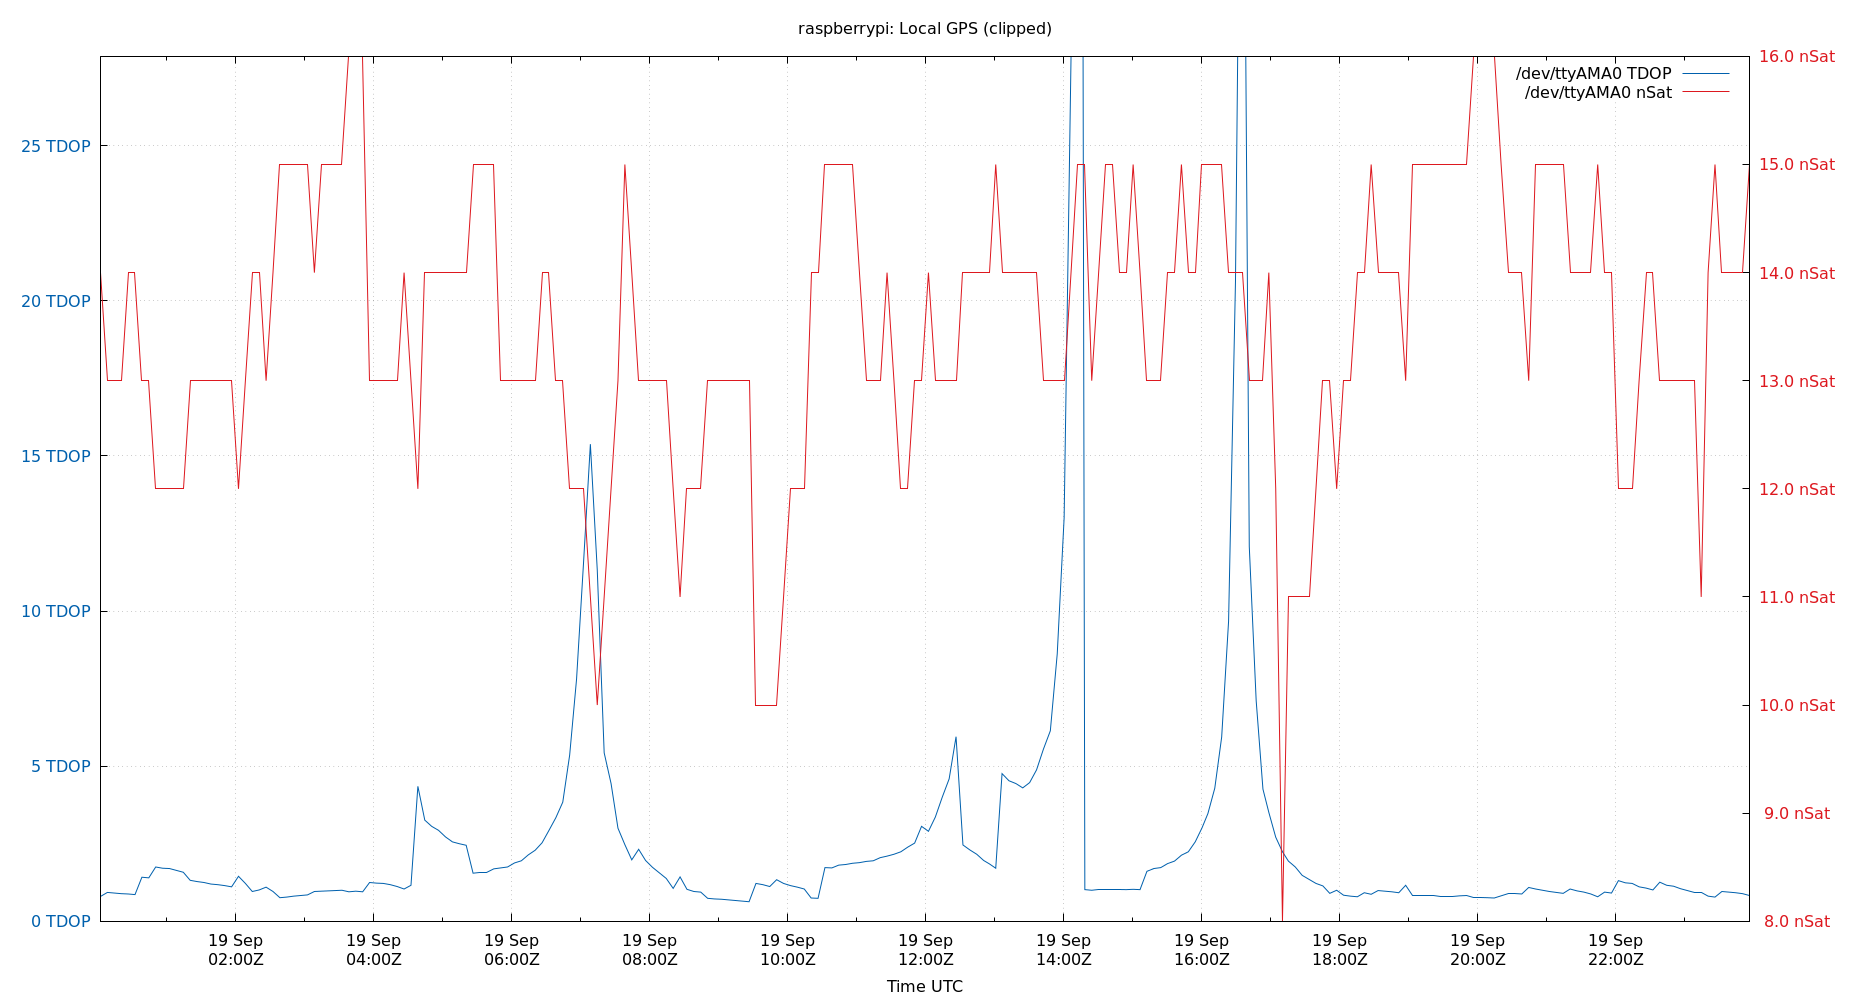 raspberrypi: Local GPS (clipped)
/dev/ttyAMA0 TDOP
/dev/ttyAMA0 nSat
25 TDOP
20 TDOP
15 TDOP
10 TDOP
5 TDOP
0 TDOP
16.0 nSat
15.0 nSat
14.0 nSat
13.0 nSat
12.0 nSat
11.0 nSat
10.0 nSat
9.0 nSat
8.0 nSat
19 Sep 19 Sep 19 Sep 19 Sep 19 Sep 19 Sep 19 Sep 19 Sep 19 Sep 19 Sep 19 Sep
02:00Z 04:00Z 06:00Z 08:00Z 10:00Z 12:00Z 14:00Z 16:00Z 18:00Z 20:00Z 22:00Z
Time UTC